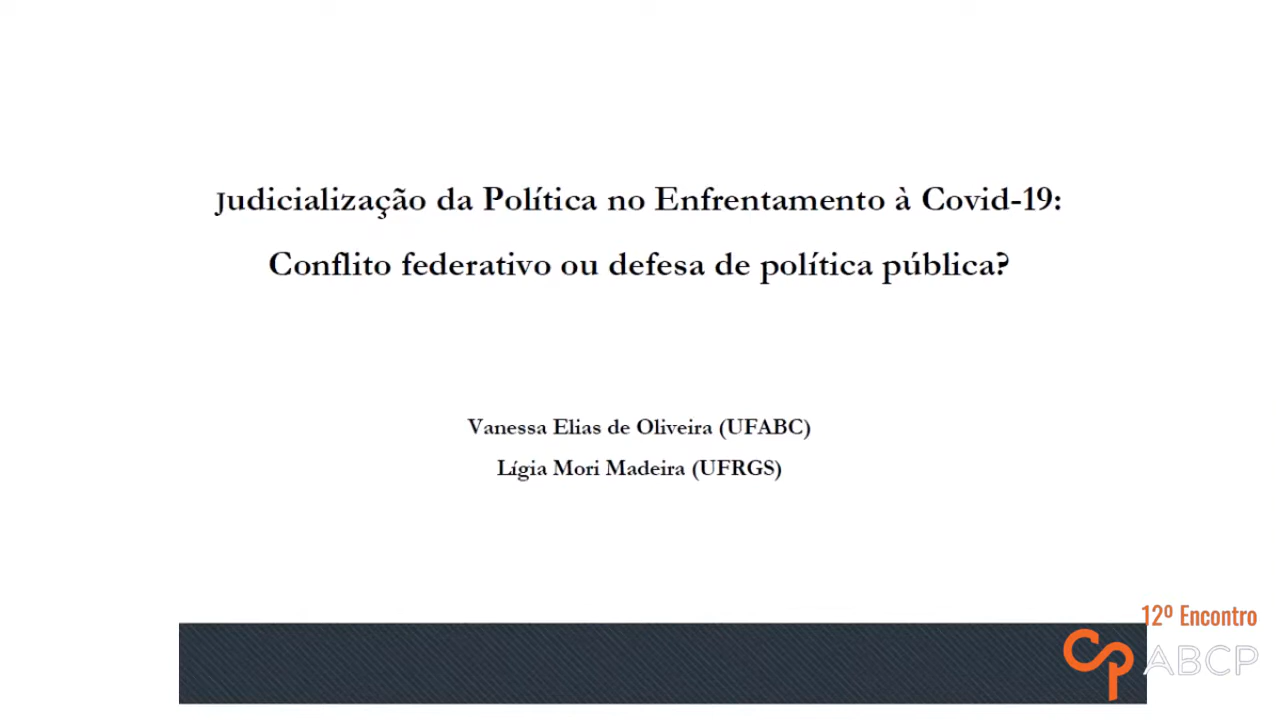 Judicialização da Política no Enfrentamento à Covid-19:
Conflito federativo ou defesa de política pública?
Vanessa Elias de Oliveira (UFABC)
Lígia Mori Madeira (UFRGS)
12º Encontro
CP ABCP